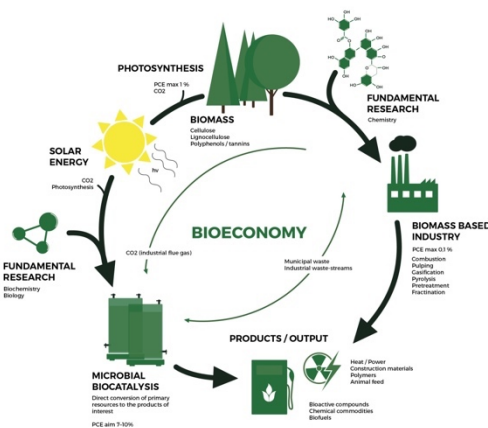 PHOTOSYNTHESIS
PCE max 1 %
CO2
BIOMASS
Cellulose
Lignocellulose
Polyphenols / tannins
FUNDAMENTAL
RESEARCH
Chemistry
SOLAR
ENERGY
hv
CO2
Photosynthesis
BIOECONOMY
BIOMASS BASED
INDUSTRY
PCE max 0.1 %
Combustion
Pulping
Gasification
Pyrolysis
Pretreatment
Fractination
CO2 (industrial flue gas)
Municipal waste
Industrial waste-streams
FUNDAMENTAL
RESEARCH
Biochemistry
Biology
PRODUCTS / OUTPUT
Heat / Power
Construction materials
Polymers
Animal feed
Bioactive compounds
Chemical commodities
Biofuels
MICROBIAL
BIOCATALYSIS
Direct conversion of primary
resources to the products of
interest
PCE aim 7-10%